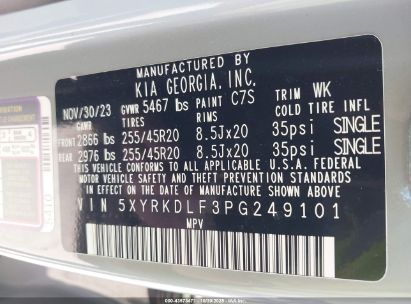 MANUFACTURED BY
KIA GEORGIA, INC.
NOV/30/23 GVWR 5467 lbs PAINT C7S TRIM WK
GAWR COLD TIRE INFL
FRONT 2866 lbs 255/45R20 8.5Jx20 35psi SINGLE
REAR 2976 lbs 255/45R20 8.5Jx20 35psi SINGLE
THIS VEHICLE CONFORMS TO ALL APPLICABLE U.S.A. FEDERAL
MOTOR VEHICLE SAFETY AND THEFT PREVENTION STANDARDS
IN EFFECT ON THE DATE OF MANUFACTURE SHOWN ABOVE.
VIN 5XYRKDLF3PG249101
MPV